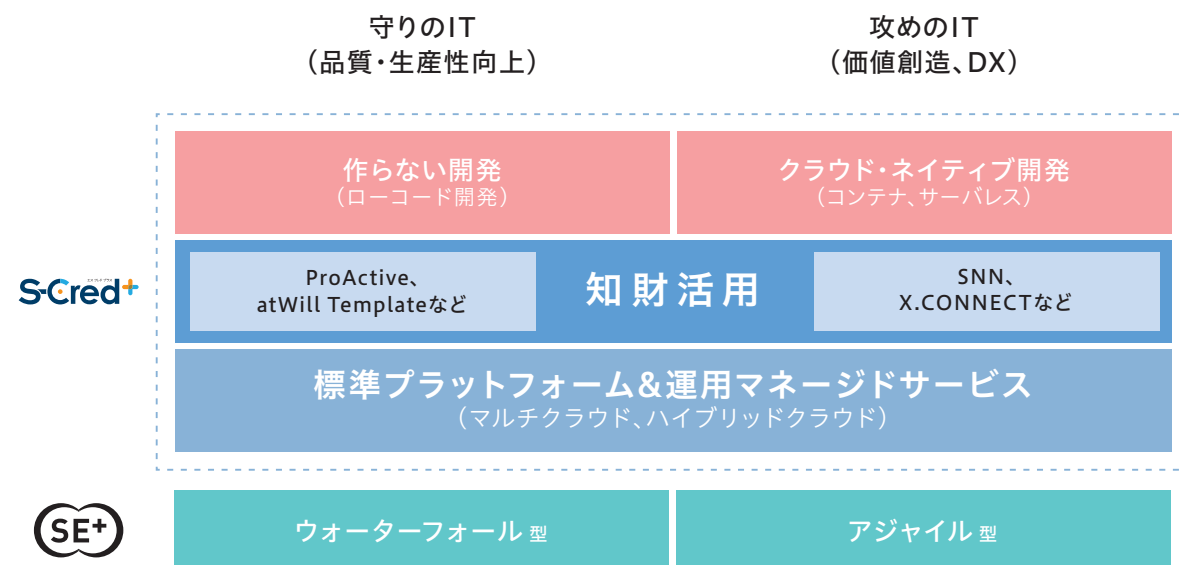 守りのIT
（品質・生産性向上）
攻めのIT
（価値創造、DX）
作らない開発
（ローコード開発）
クラウド・ネイティブ開発
（コンテナ、サーバレス）
S-Cred+
ProActive、
atWill Templateなど
知財活用
SNN、
X.CONNECTなど
標準プラットフォーム&運用マネージドサービス
（マルチクラウド、ハイブリッドクラウド）
SE+
ウォーターフォール 型
アジャイル 型